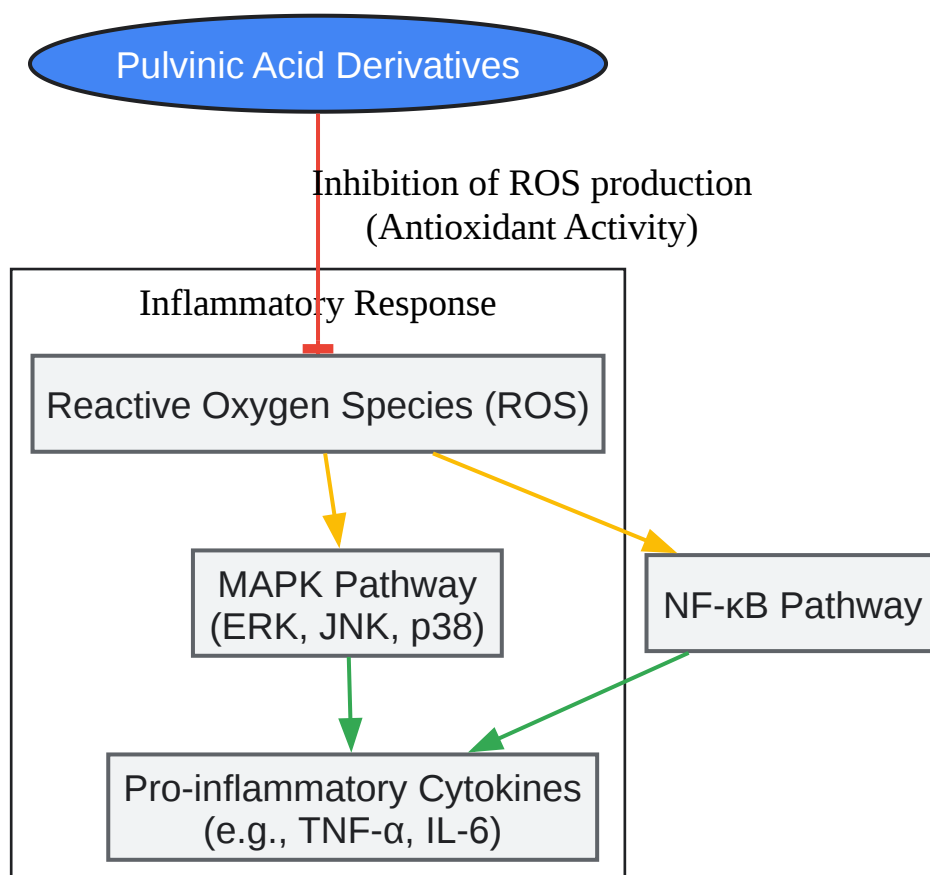 Pulvinic Acid Derivatives
Inhibition of ROS production
(Antioxidant Activity)
Inflammatory Response
Reactive Oxygen Species (ROS)
MAPK Pathway
(ERK, JNK, p38)
NF-κB Pathway
Pro-inflammatory Cytokines
(e.g., TNF-α, IL-6)